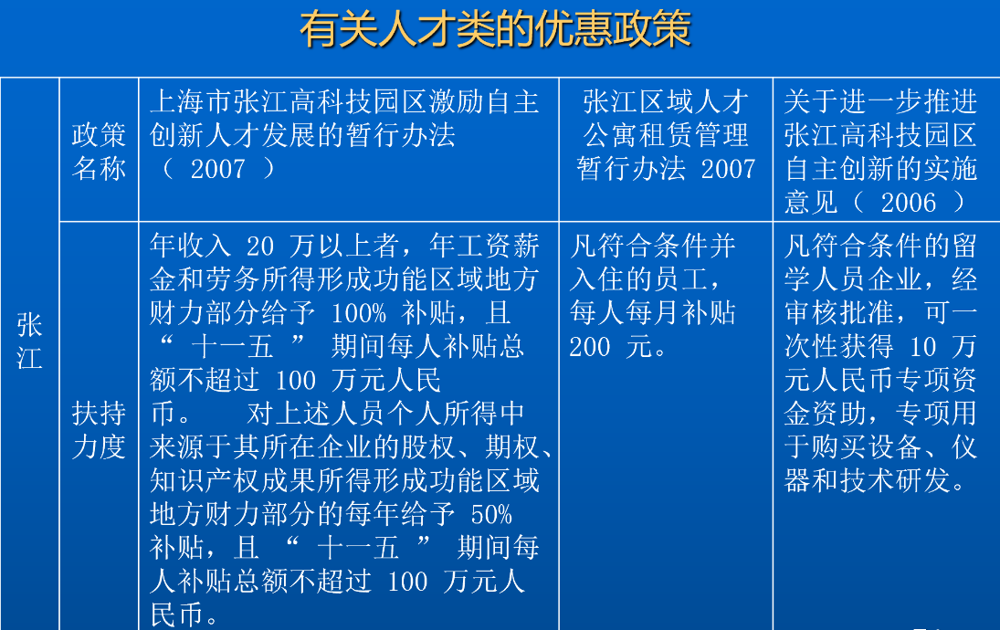 有关人才类的优惠政策
张
江
政策
名称
上海市张江高科技园区激励自主
创新人才发展的暂行办法
（ 2007 ）
张江区域人才
公寓租赁管理
暂行办法 2007
关于进一步推进
张江高科技园区
自主创新的实施
意见（ 2006 ）
扶持
力度
年收入 20 万以上者，年工资薪
金和劳务所得形成功能区域地方
财力部分给予 100% 补贴，且
“ 十一五 ” 期间每人补贴总
额不超过 100 万元人民
币。 对上述人员个人所得中
来源于其所在企业的股权、期权、
知识产权成果所得形成功能区域
地方财力部分的每年给予 50%
补贴，且 “ 十一五 ” 期间每
人补贴总额不超过 100 万元人
民币。
凡符合条件并
入住的员工，
每人每月补贴
200 元。
凡符合条件的留
学人员企业，经
审核批准，可一
次性获得 10 万
元人民币专项资
金资助，专项用
于购买设备、仪
器和技术研发。